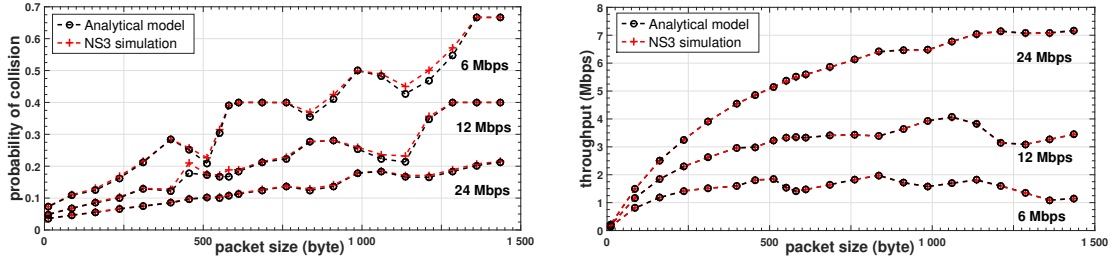 0.7
0.6
0.5
0.4
0.3
0.2
0.1
0
probability of collision
Analytical model
NS3 simulation
6 Mbps
12 Mbps
24 Mbps
0
500
1 000
1 500
packet size (byte)
8
7
6
5
4
3
2
1
0
throughput (Mbps)
Analytical model
NS3 simulation
24 Mbps
12 Mbps
6 Mbps
0
500
1 000
1 500
packet size (byte)